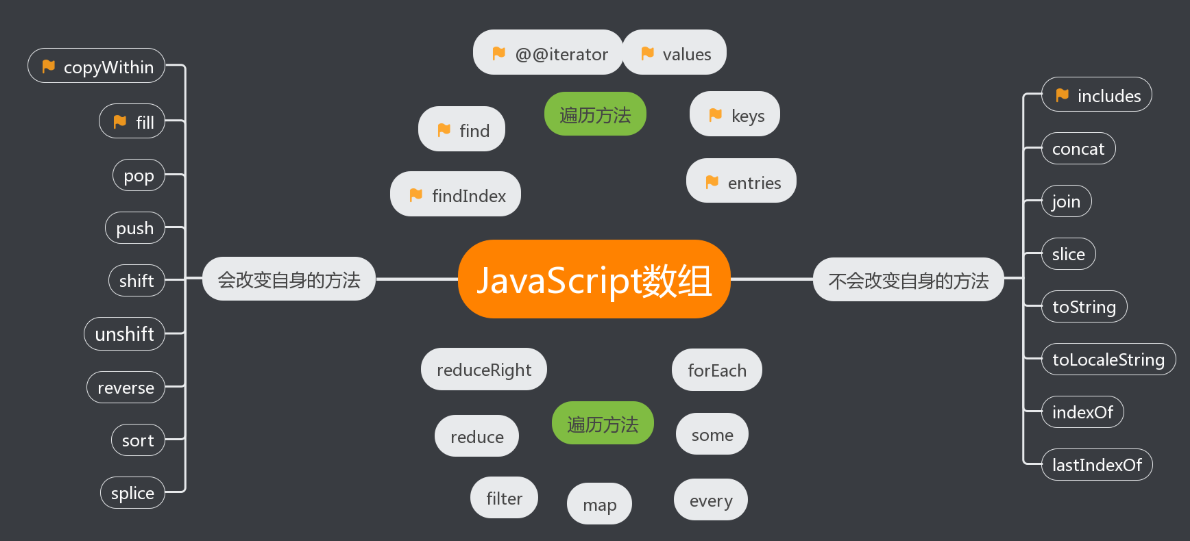 @@iterator
values
遍历方法
find
keys
findIndex
entries
copyWithin
fill
pop
push
shift
unshift
reverse
sort
splice
会改变自身的方法
JavaScript数组
不会改变自身的方法
includes
concat
join
slice
toString
toLocaleString
indexOf
lastIndexOf
reduceRight
forEach
遍历方法
reduce
some
filter
map
every